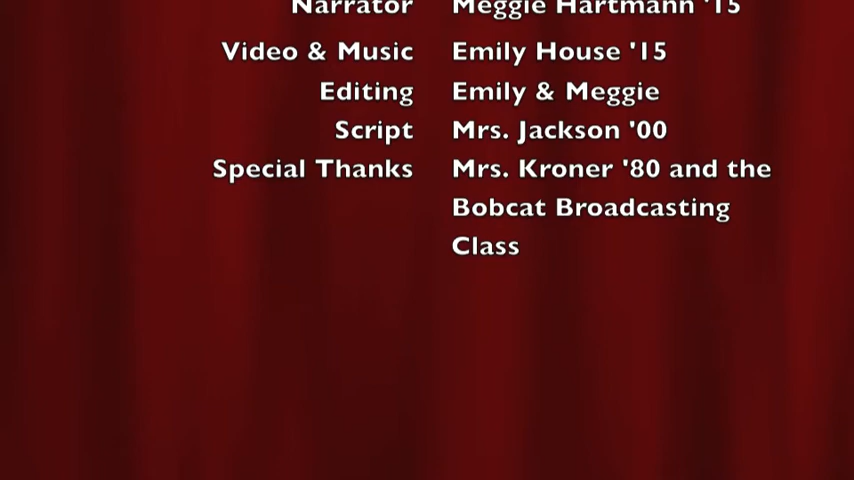 Narrator Meggie Hartmann '15
Video & Music Emily House '15
Editing Emily & Meggie
Script Mrs. Jackson '00
Special Thanks Mrs. Kroner '80 and the
Bobcat Broadcasting
Class